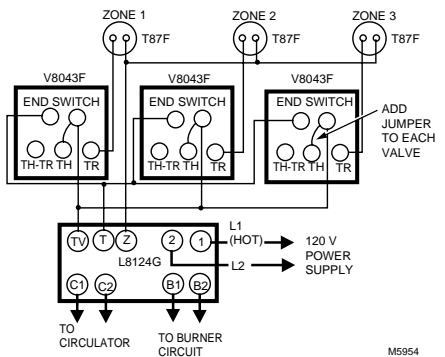 ZONE 1
ZONE 2
ZONE 3
T87F
T87F
T87F
V8043F
V8043F
V8043F
END SWITCH
END SWITCH
END SWITCH
ADD
JUMPER
TO EACH
VALVE
TH-TR TH TR
TH-TR TH TR
TH-TR TH TR
TV T Z 2 1
L1
(HOT)
120 V
POWER
SUPPLY
L8124G
L2
C1 C2 B1 B2
TO
CIRCULATOR
TO BURNER
CIRCUIT
M5954